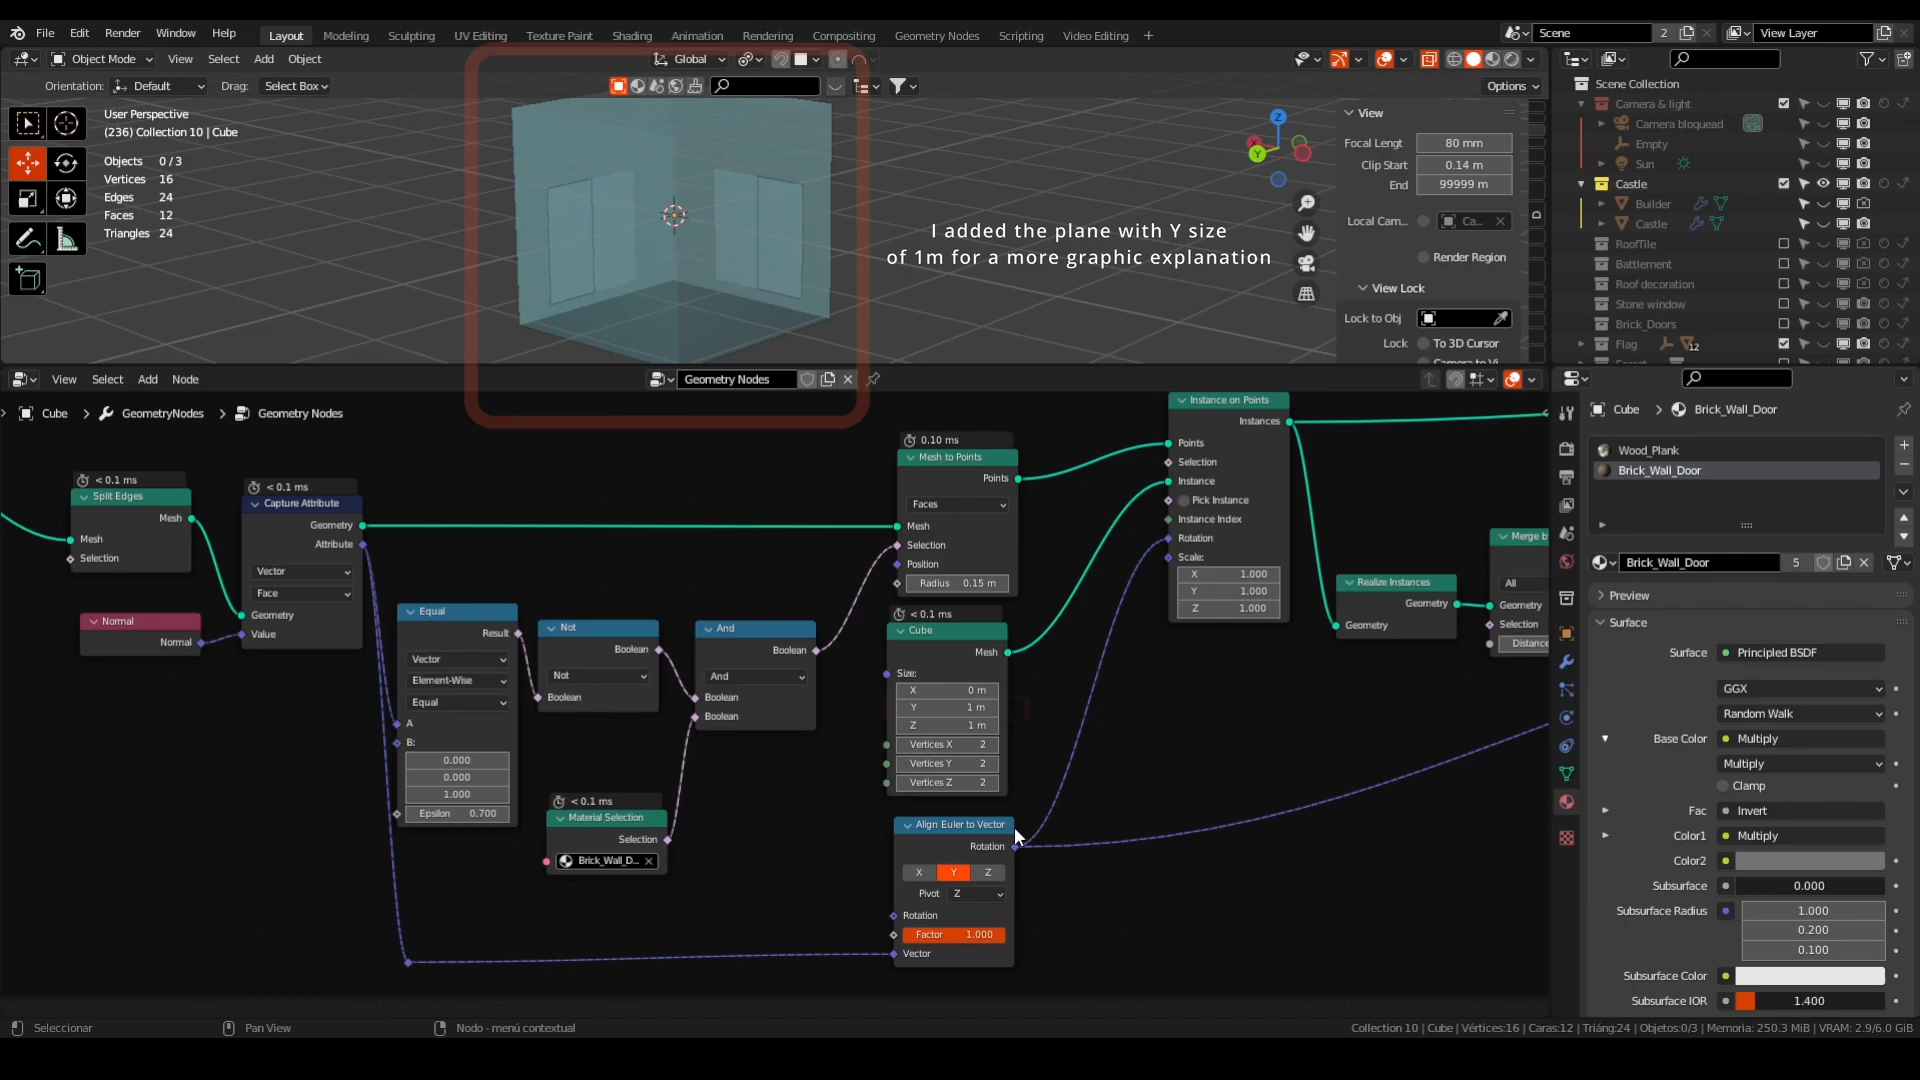 File Edit Render Window Help Layout Modeling Sculpting UV Editing Texture Paint Shading Animation Rendering Compositing Geometry Nodes Scripting Video Editing + Scene 2 View Layer
Object Mode View Select Add Object Global
Orientation: Default Drag: Select Box Options
User Perspective
(236) Collection 10 | Cube
Objects 0 / 3
Vertices 16
Edges 24
Faces 12
Triangles 24
Z
Y
I added the plane with Y size
of 1m for a more graphic explanation
View
Focal Lengt 80 mm
Clip Start 0.14 m
End 99999 m
Local Cam... Ca...
Render Region
View Lock
Lock to Obj
Lock To 3D Cursor
Scene Collection
Camera & light
Camera bloquead
Empty
Sun
Castle
Builder
Castle
RoofTile
Battlement
Roof decoration
Stone window
Brick_Doors
Flag 12
View Select Add Node Geometry Nodes
Cube GeometryNodes Geometry Nodes
< 0.1 ms
Split Edges
Mesh
Mesh
Selection
Normal
Normal
< 0.1 ms
Capture Attribute
Geometry
Attribute
Vector
Face
Geometry
Value
Equal
Result
Vector
Element-Wise
Equal
A
B:
0.000
0.000
1.000
Epsilon 0.700
Not
Boolean
Not
Boolean
< 0.1 ms
Material Selection
Selection
Brick_Wall_D...
And
Boolean
And
Boolean
Boolean
0.10 ms
Mesh to Points
Points
Faces
Mesh
Selection
Position
Radius 0.15 m
< 0.1 ms
Cube
Mesh
Size:
X 0 m
Y 1 m
Z 1 m
Vertices X 2
Vertices Y 2
Vertices Z 2
Align Euler to Vector
Rotation
X Y Z
Pivot Z
Rotation
Factor 1.000
Vector
Instance on Points
Instances
Points
Selection
Instance
Pick Instance
Instance Index
Rotation
Scale:
X 1.000
Y 1.000
Z 1.000
Realize Instances
Geometry
Geometry
Merge b
All
Geometry
Selection
Distance
Cube Brick_Wall_Door
Wood_Plank
Brick_Wall_Door
Brick_Wall_Door 5
Preview
Surface
Surface Principled BSDF
GGX
Random Walk
Base Color Multiply
Multiply
Clamp
Fac Invert
Color1 Multiply
Color2
Subsurface 0.000
Subsurface Radius 1.000
0.200
0.100
Subsurface Color
Subsurface IOR 1.400
Seleccionar Pan View Nodo - menú contextual Collection 10 | Cube | Vértices:16 | Caras:12 | Triáng:24 | Objetos:0/3 | Memoria: 250.3 MiB | VRAM: 2.9/6.0 GiB